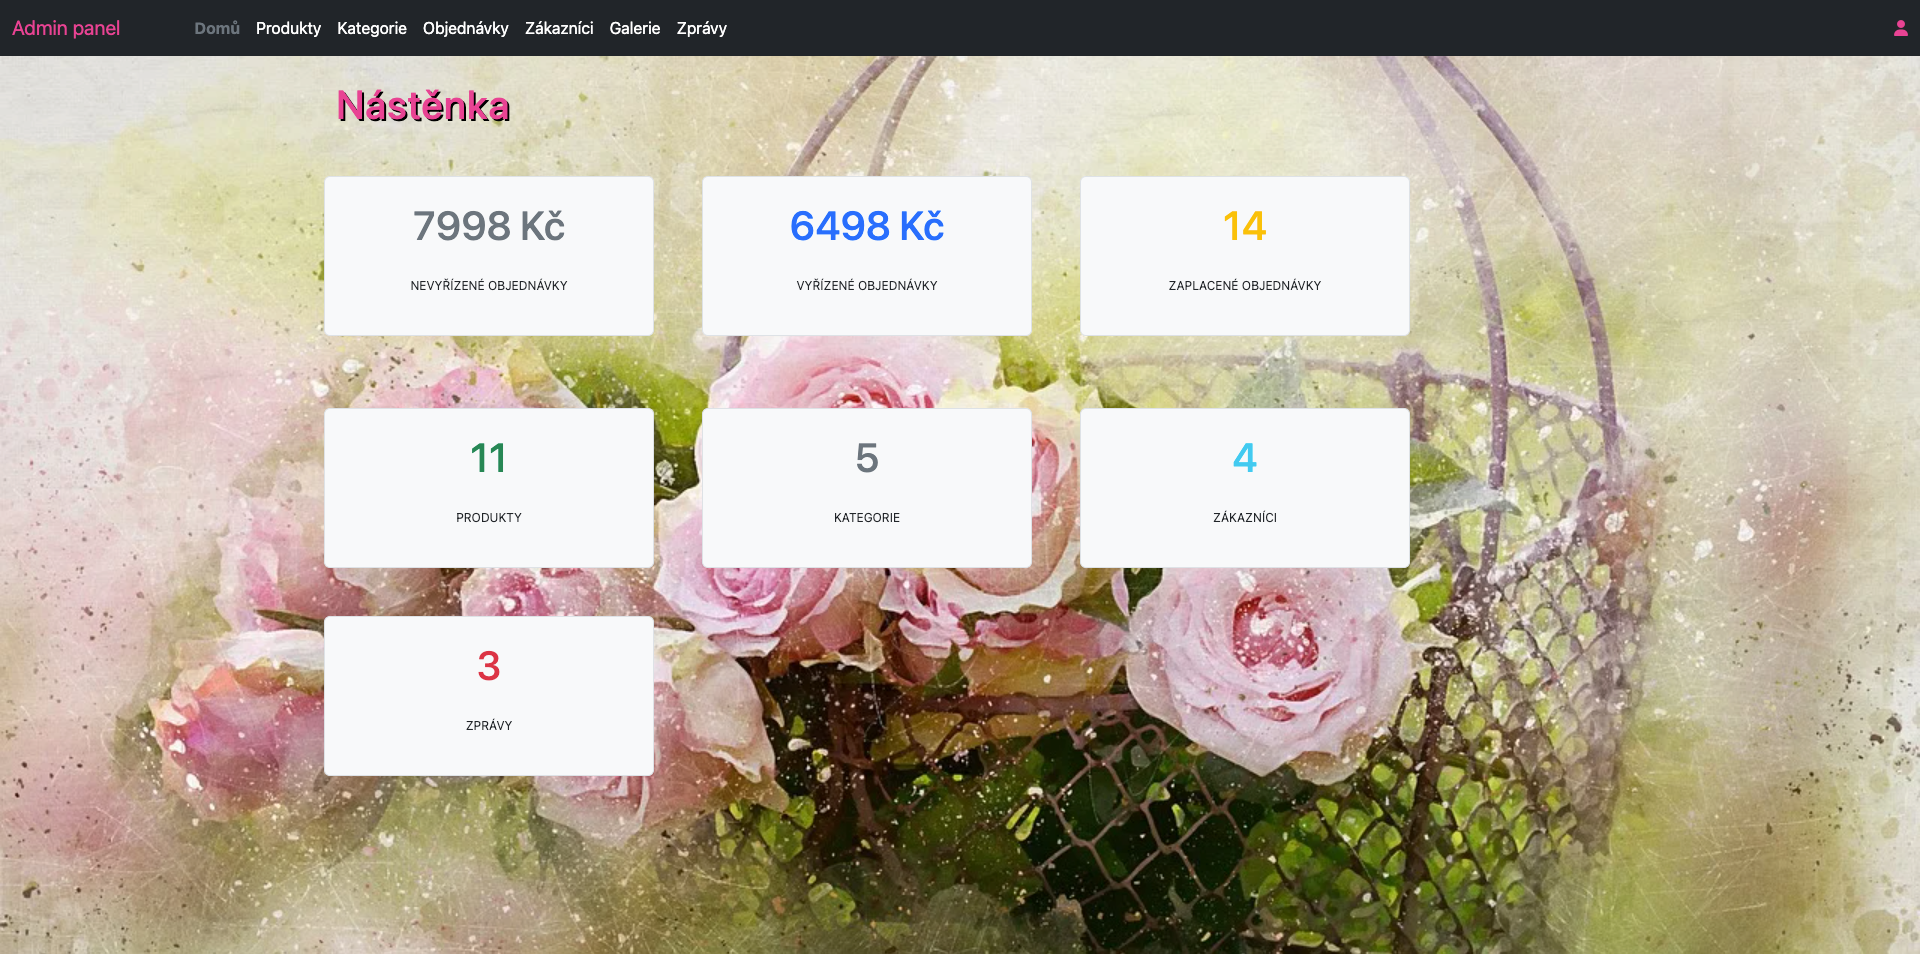 Admin panel Domů Produkty Kategorie Objednávky Zákazníci Galerie Zprávy
Nástěnka
7998 Kč
NEVYŘÍZENÉ OBJEDNÁVKY
6498 Kč
VYŘÍZENÉ OBJEDNÁVKY
14
ZAPLACENÉ OBJEDNÁVKY
11
PRODUKTY
5
KATEGORIE
4
ZÁKAZNÍCI
3
ZPRÁVY